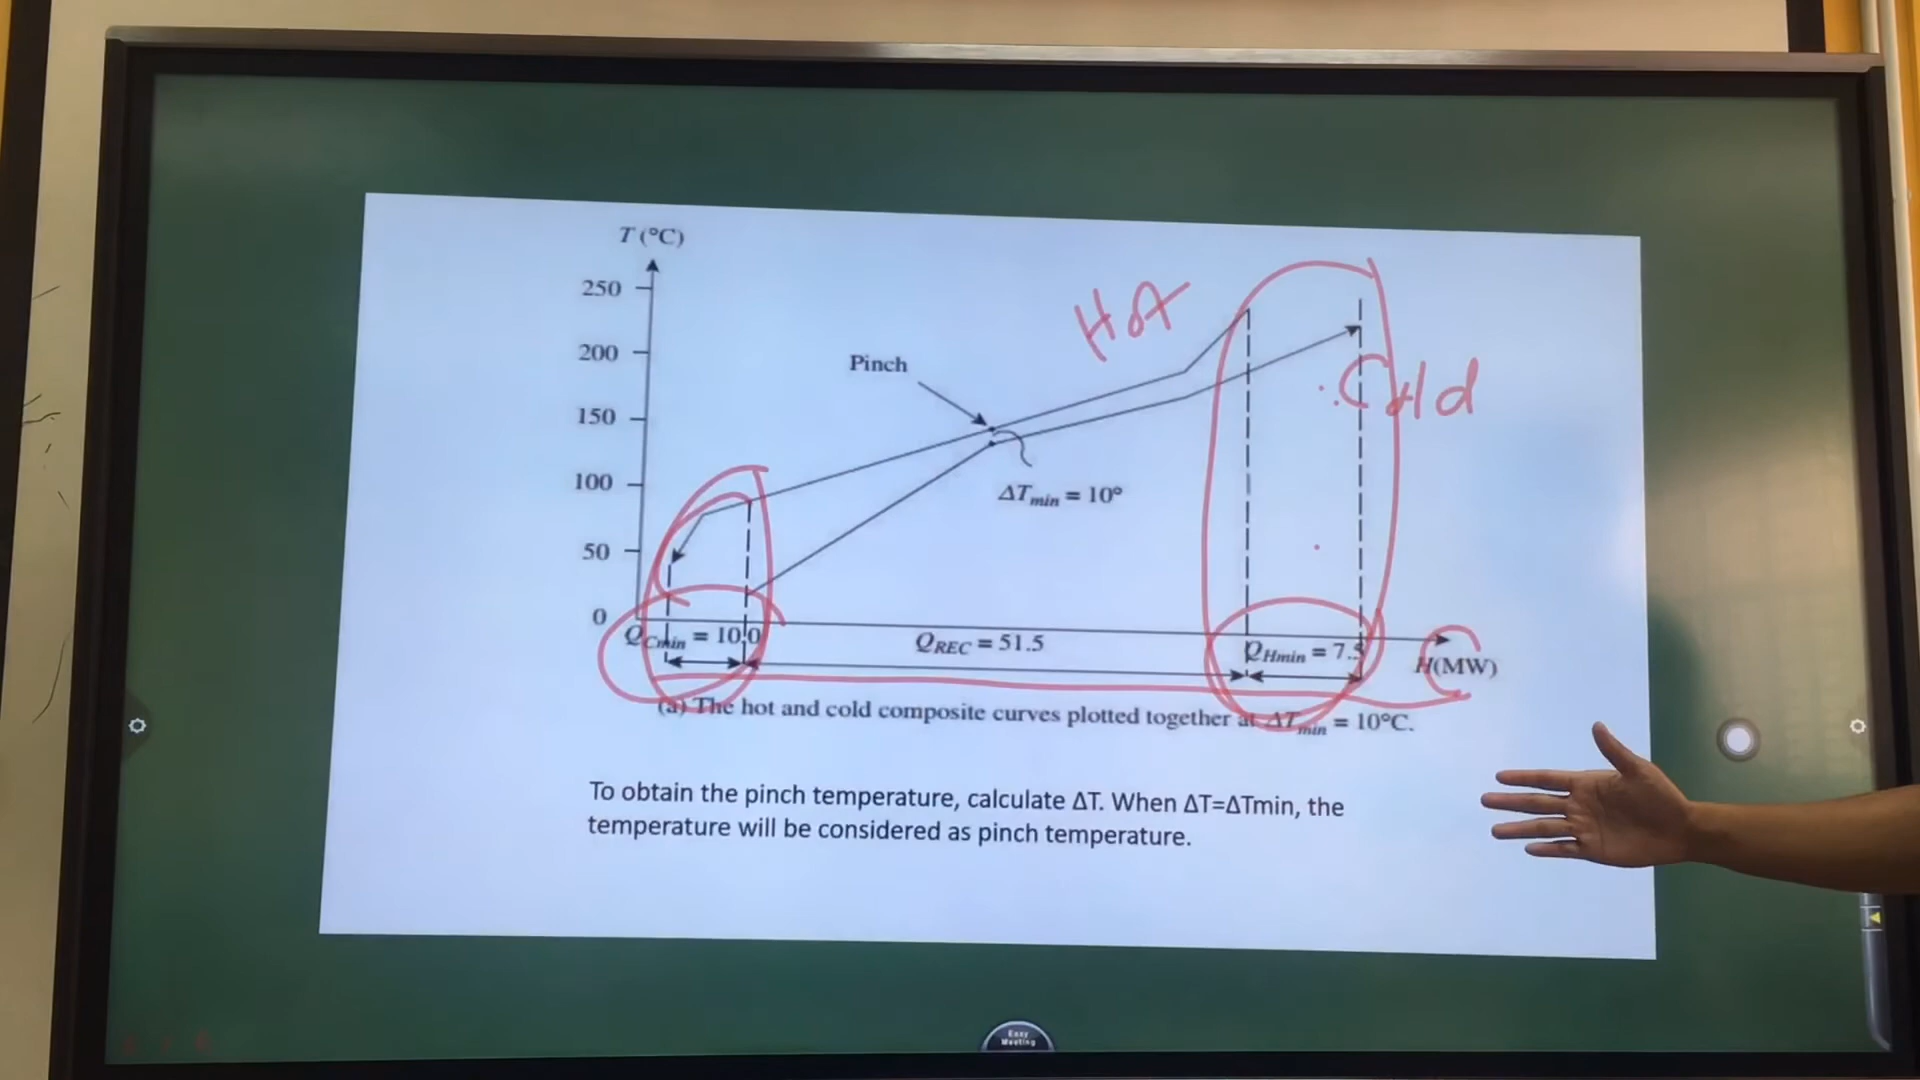 T (°C)
250
200
150
100
50
0
Pinch
Hot
Cold
ΔTmin = 10°
QCmin = 10.0
QREC = 51.5
QHmin = 7.5
H(MW)
(a) The hot and cold composite curves plotted together at ΔTmin = 10°C.
To obtain the pinch temperature, calculate ΔT. When ΔT=ΔTmin, the
temperature will be considered as pinch temperature.
Easy
Meeting